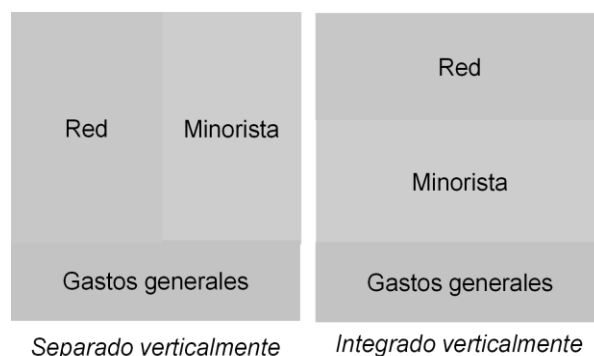 Red
Minorista
Gastos generales
Separado verticalmente
Red
Minorista
Gastos generales
Integrado verticalmente